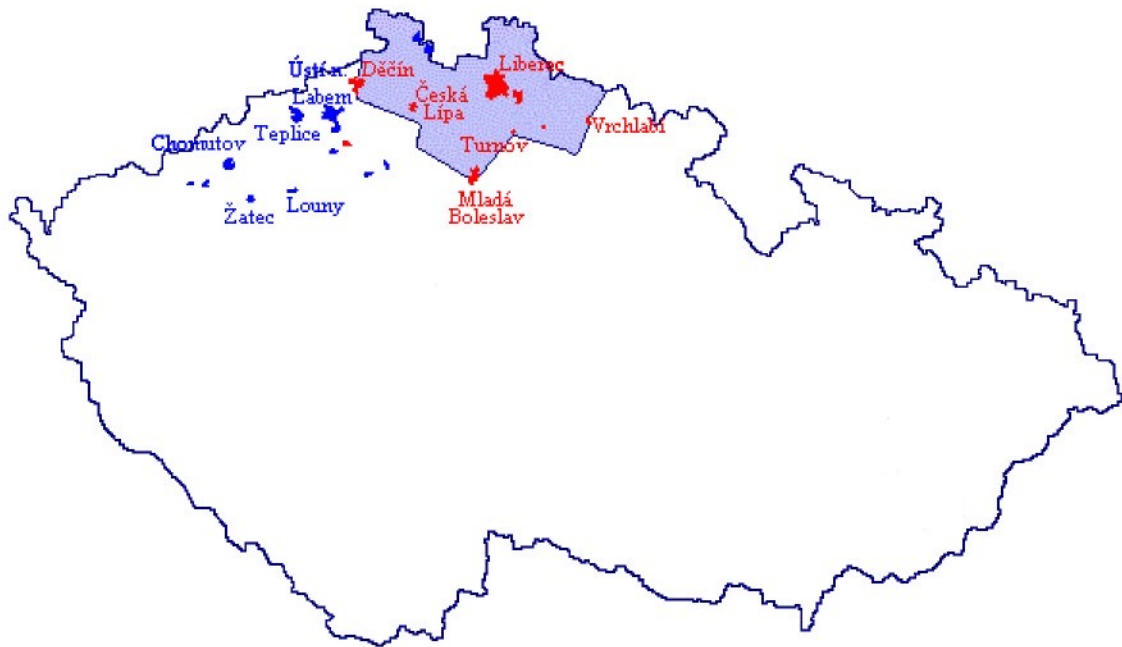 Liberec
Ústí n.
Labem
Děčín
Česká
Lípa
Teplice
Vrchlabí
Chomutov
Turnov
Mladá
Boleslav
Louny
Žatec